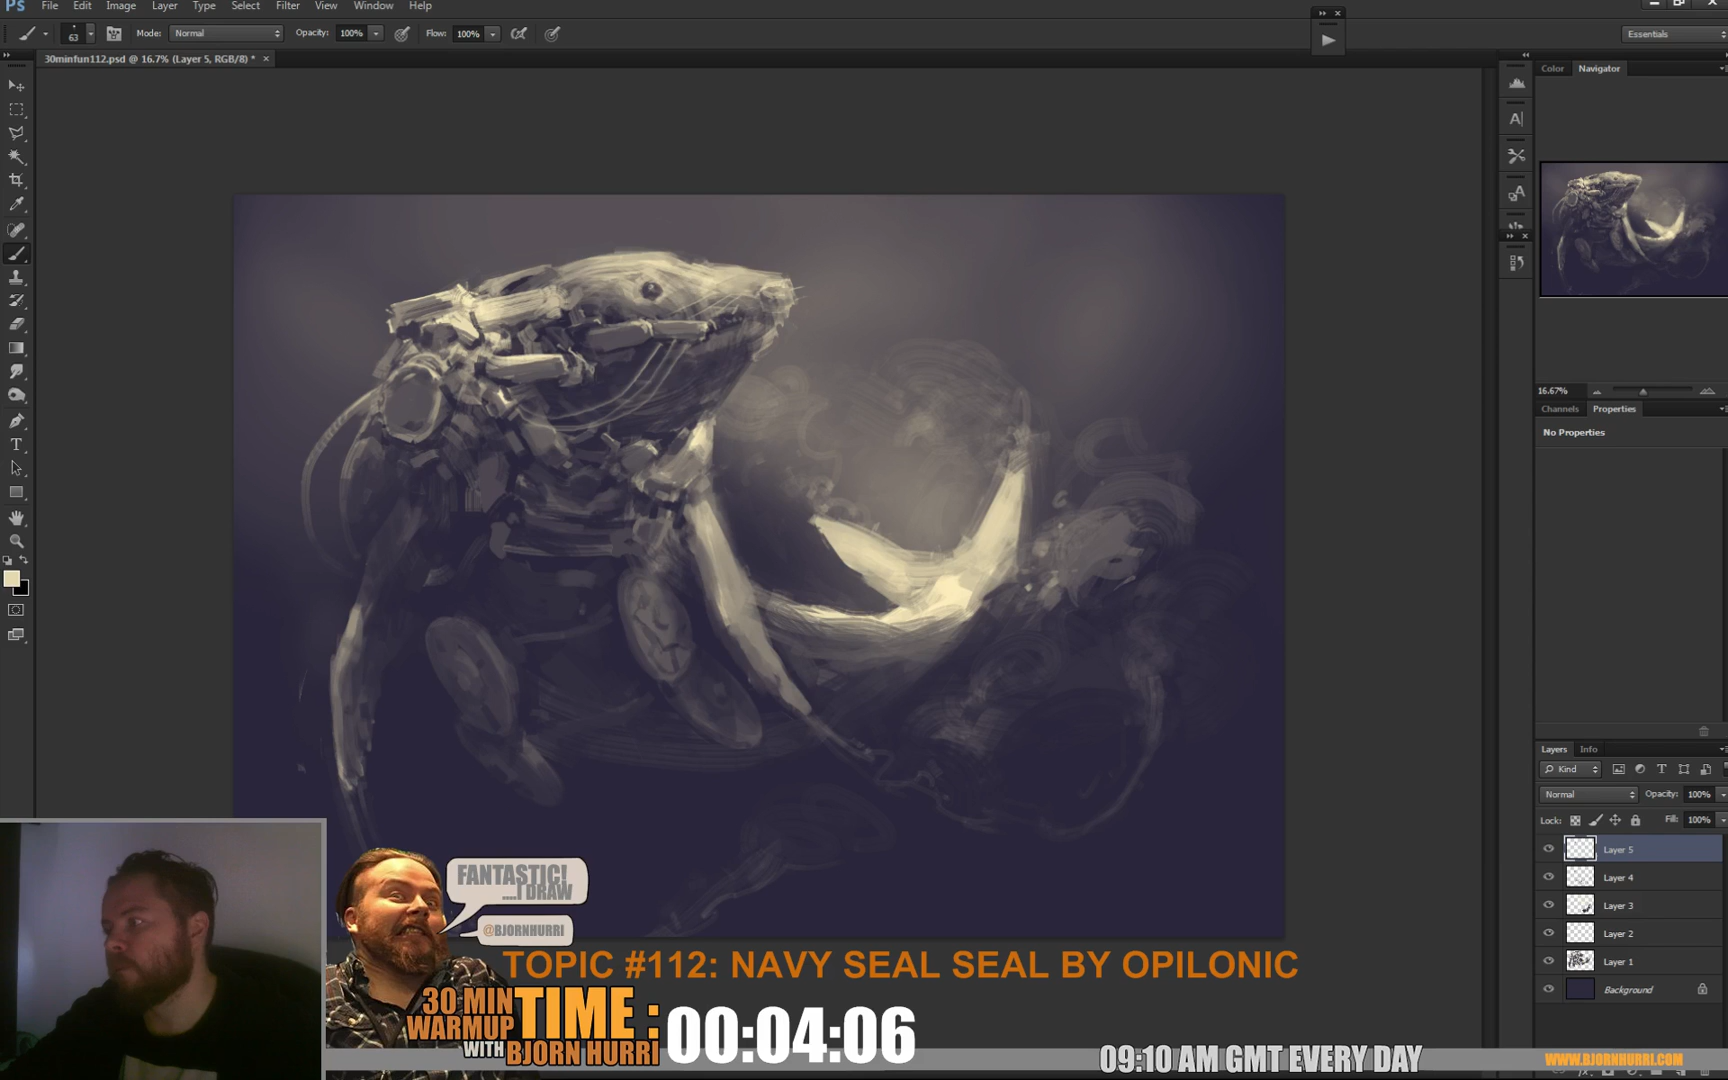 Ps File Edit Image Layer Type Select Filter View Window Help
63 Mode: Normal Opacity: 100% Flow: 100% Essentials
30minfun112.psd @ 16.7% (Layer 5, RGB/8) * ×
Color Navigator
16.67%
Channels Properties
No Properties
Layers Info
Kind
Normal Opacity: 100%
Lock: Fill: 100%
Layer 5
Layer 4
Layer 3
Layer 2
Layer 1
Background
FANTASTIC!
....I DRAW
@BJORNHURRI
TOPIC #112: NAVY SEAL SEAL BY OPILONIC
30 MIN
WARMUP
WITH BJORN HURRI
TIME : 00:04:06
09:10 AM GMT EVERY DAY
WWW.BJORNHURRI.COM